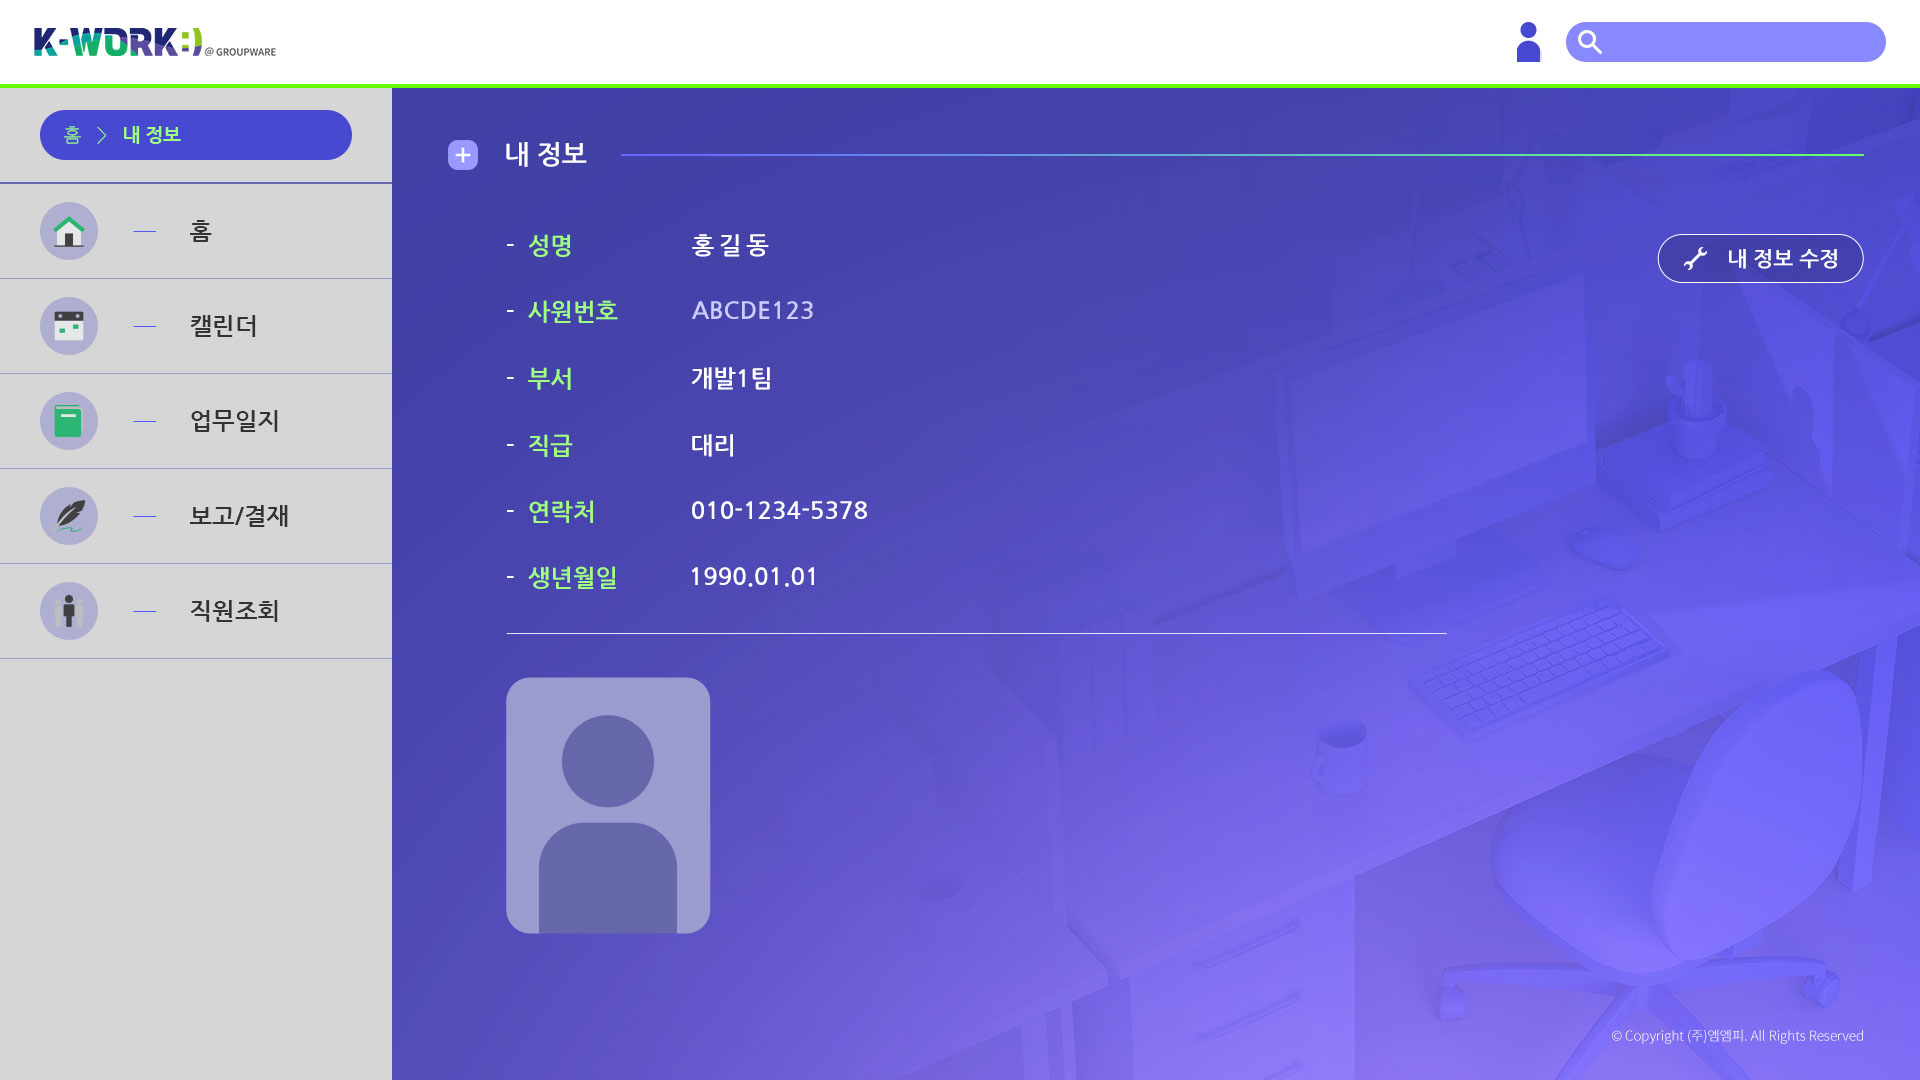 K-WORK:) @ GROUPWARE
홈 > 내 정보
홈
캘린더
업무일지
보고/결재
직원조회
내 정보
- 성명 홍 길 동
내 정보 수정
- 사원번호 ABCDE123
- 부서 개발1팀
- 직급 대리
- 연락처 010-1234-5378
- 생년월일 1990.01.01
© Copyright (주)엠엠피. All Rights Reserved